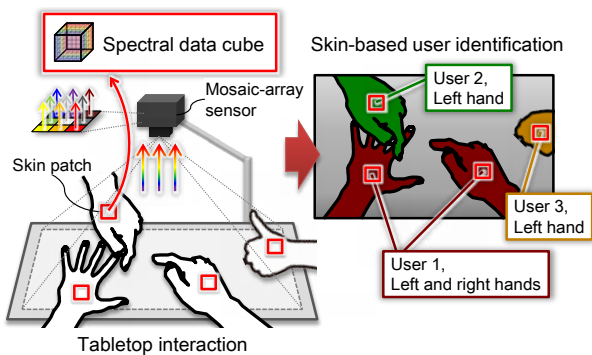 Spectral data cube
Skin-based user identification
Mosaic-array
sensor
Skin patch
User 2,
Left hand
User 3,
Left hand
User 1,
Left and right hands
Tabletop interaction